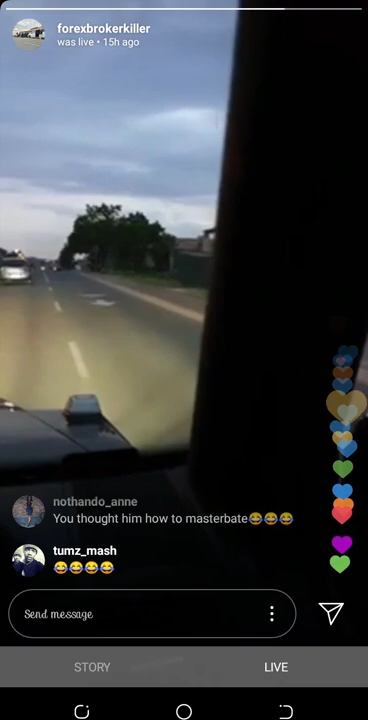 forexbrokerkiller
was live • 15h ago
nothando_anne
You thought him how to masterbate😂😂😂
tumz_mash
😂😂😂😂
Send message
STORY
LIVE